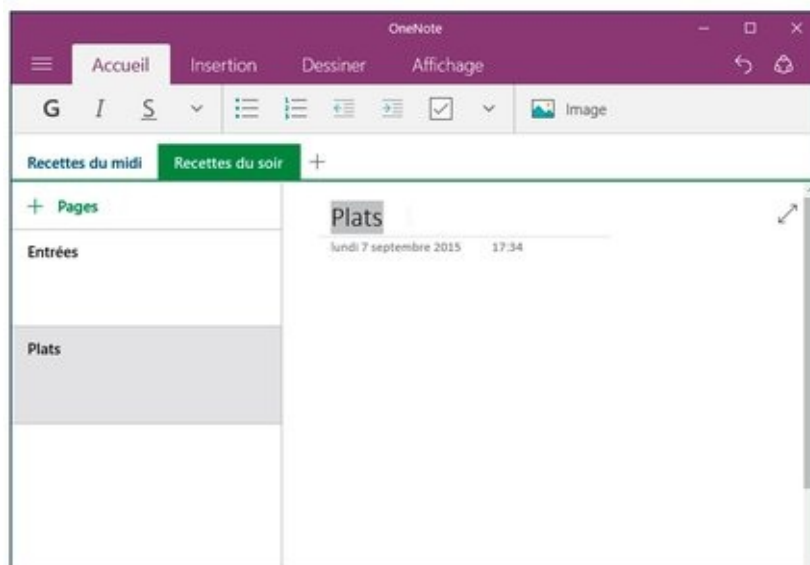 OneNote
Accueil Insertion Dessiner Affichage
G I S Image
Recettes du midi Recettes du soir +
+ Pages
Plats
lundi 7 septembre 2015 17:34
Entrées
Plats